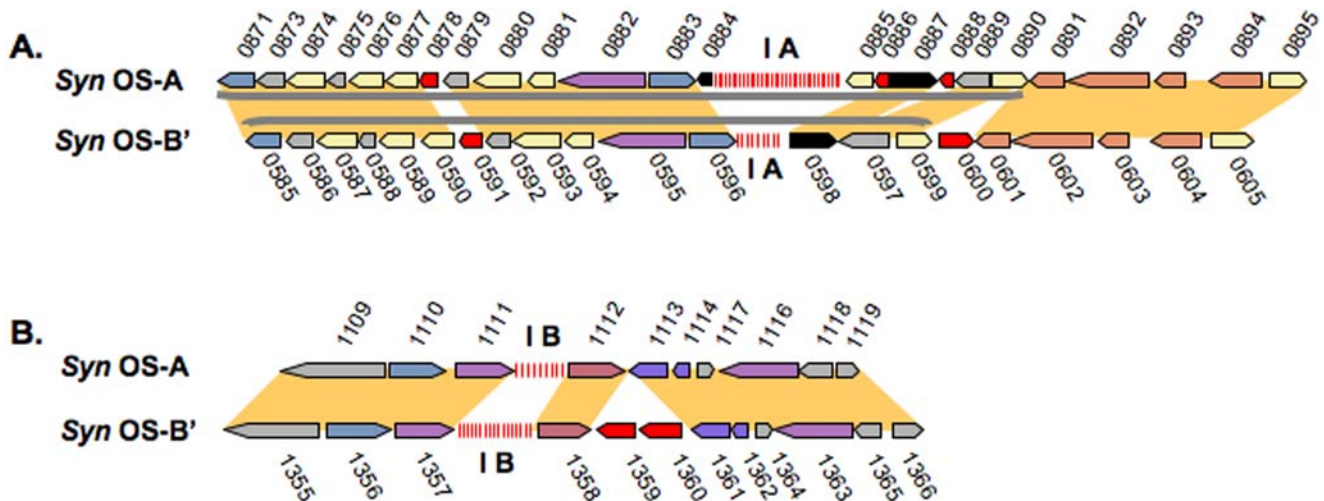 0871 0873 0874 0875 0876 0877 0878 0879 0880 0881 0882 0883 0884 0885 0886 0887 0888 0889 0890 0891 0892 0893 0894 0895
A. I A
Syn OS-A
Syn OS-B’
I A
0585 0586 0587 0588 0589 0590 0591 0592 0593 0594 0595 0596 0598 0597 0599 0600 0601 0602 0603 0604 0605
1109 1110 1111 1112 1113 1114 1117 1116 1118 1119
B. I B
Syn OS-A
Syn OS-B’
I B
1355 1356 1357 1358 1359 1360 1361 1362 1364 1363 1365 1366